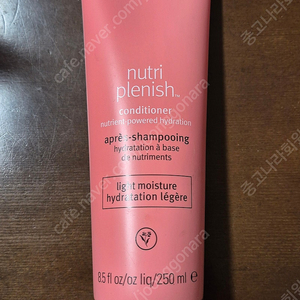 nutri
plenish™
conditioner
nutrient-powered hydration
après-shampooing
hydratation à base
de nutriments
light moisture
hydratation légère
8.5 fl oz/oz liq/250 ml e